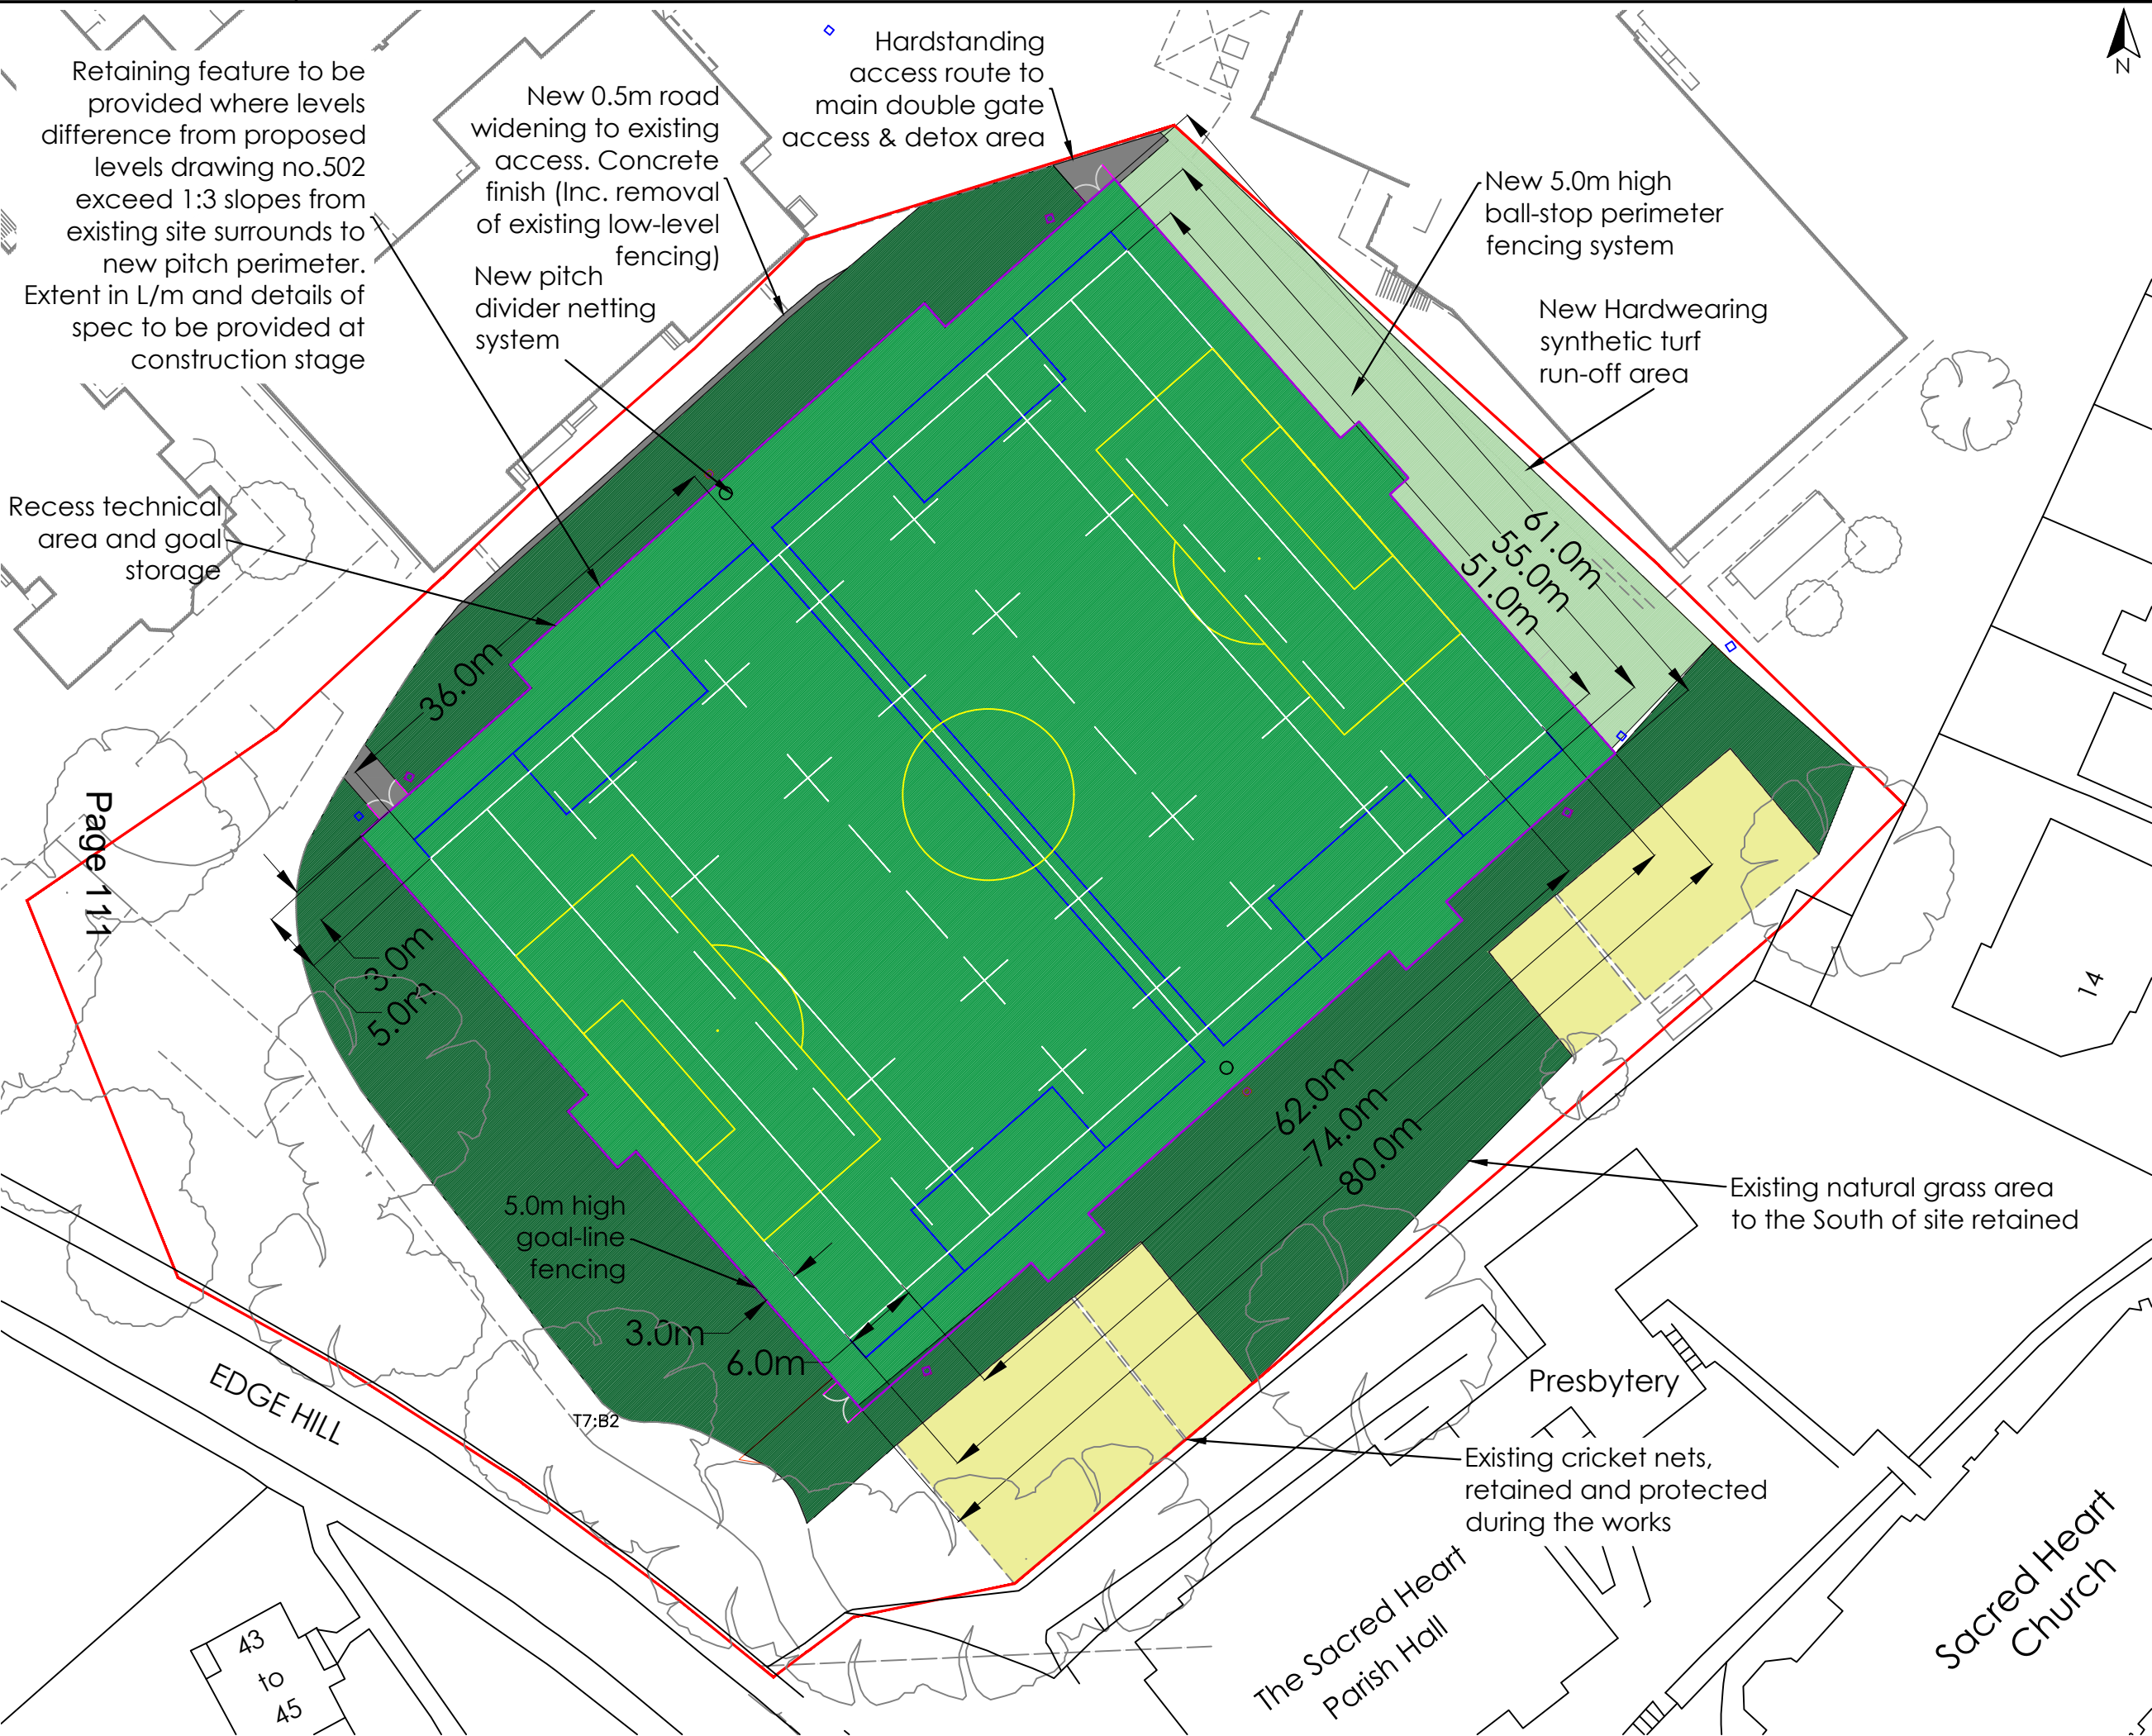 Retaining feature to be
provided where levels
difference from proposed
levels drawing no.502
exceed 1:3 slopes from
existing site surrounds to
new pitch perimeter.
Extent in L/m and details of
spec to be provided at
construction stage
New 0.5m road
widening to existing
access. Concrete
finish (Inc. removal
of existing low-level
fencing)
New pitch
divider netting
system
Hardstanding
access route to
main double gate
access & detox area
N
New 5.0m high
ball-stop perimeter
fencing system
New Hardwearing
synthetic turf
run-off area
Recess technical
area and goal
storage
36.0m
61.0m
55.0m
51.0m
Page 111
3.0m
5.0m
62.0m
74.0m
80.0m
14
5.0m high
goal-line
fencing
3.0m
6.0m
Existing natural grass area
to the South of site retained
EDGE HILL
T7:B2
Presbytery
Existing cricket nets,
retained and protected
during the works
The Sacred Heart
Parish Hall
Sacred Heart
Church
43
to
45